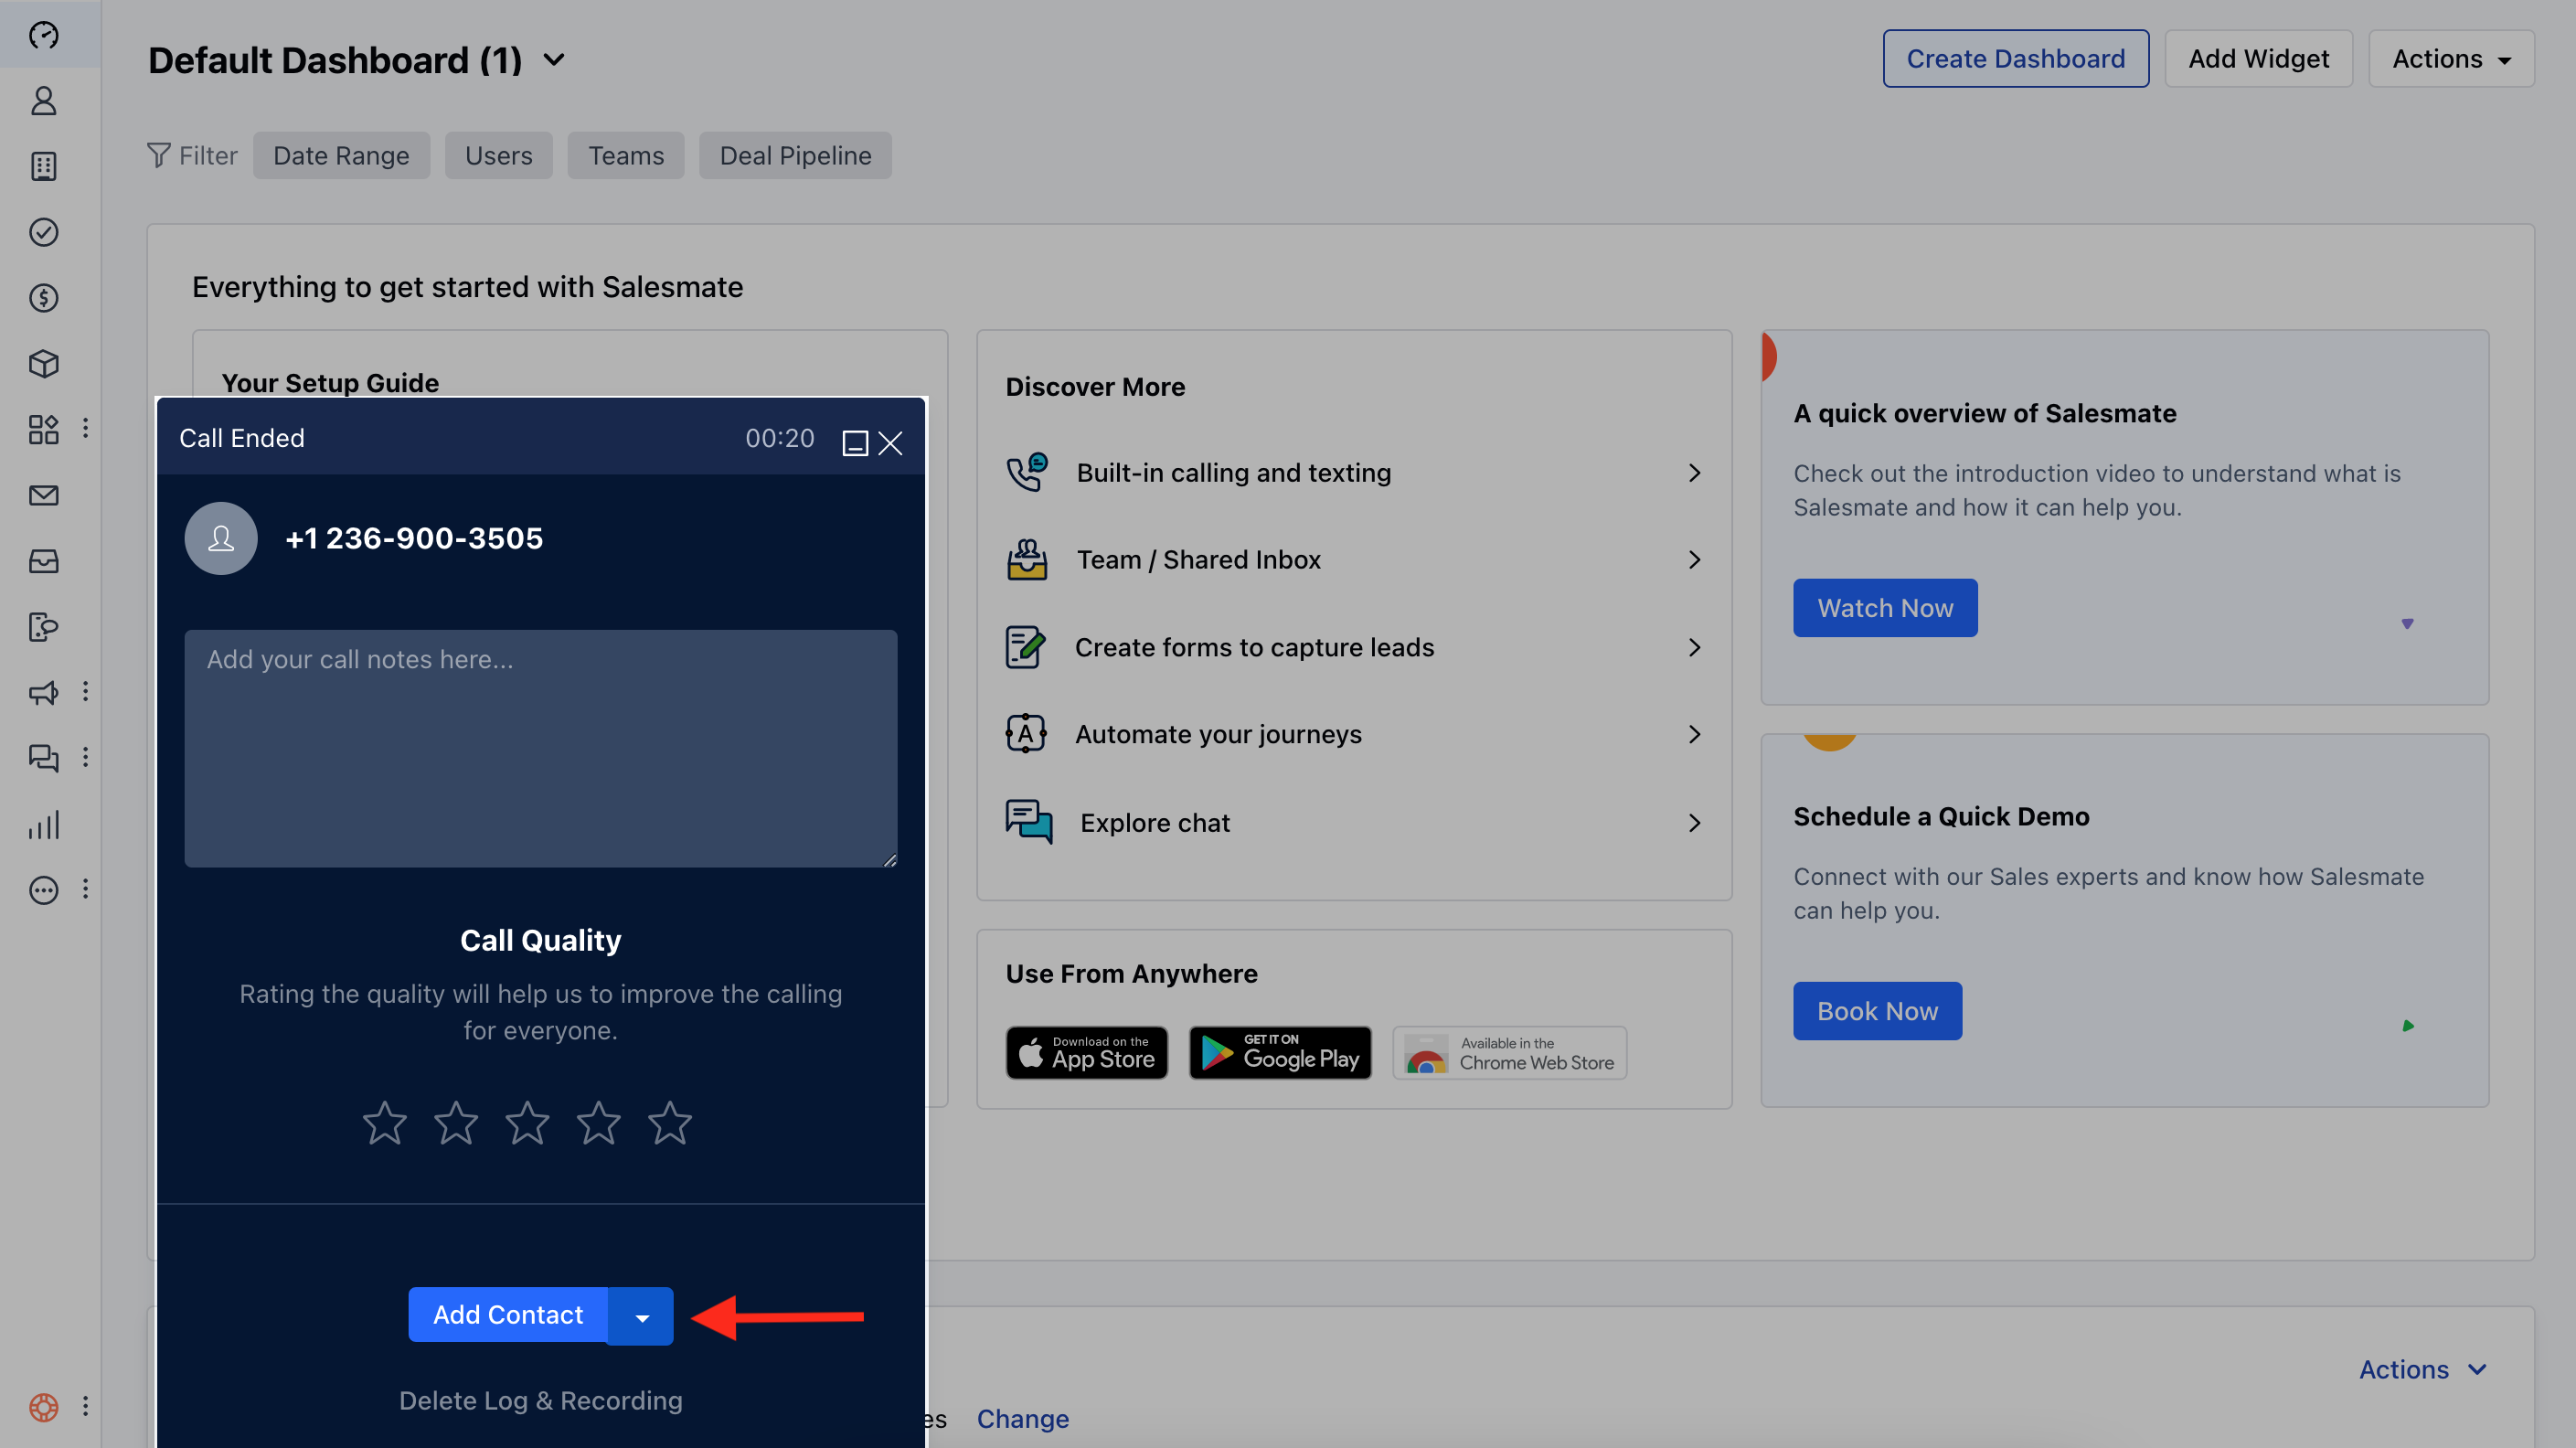 Default Dashboard (1)
Create Dashboard
Add Widget
Actions
Filter
Date Range
Users
Teams
Deal Pipeline
Everything to get started with Salesmate
Your Setup Guide
Call Ended
00:20
+1 236-900-3505
Add your call notes here...
Call Quality
Rating the quality will help us to improve the calling
for everyone.
Add Contact
Delete Log & Recording
Discover More
Built-in calling and texting
Team / Shared Inbox
Create forms to capture leads
A
Automate your journeys
Explore chat
Use From Anywhere
Download on the
App Store
GET IT ON
Google Play
Available in the
Chrome Web Store
A quick overview of Salesmate
Check out the introduction video to understand what is
Salesmate and how it can help you.
Watch Now
Schedule a Quick Demo
Connect with our Sales experts and know how Salesmate
can help you.
Book Now
Actions
es
Change